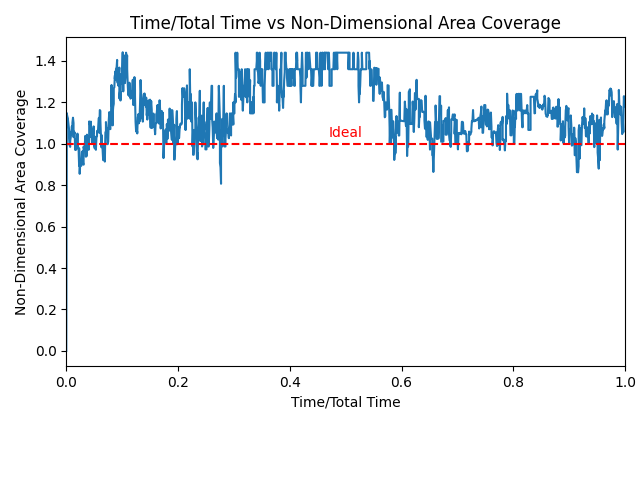 Time/Total Time vs Non-Dimensional Area Coverage
Non-Dimensional Area Coverage
1.4
1.2
1.0
0.8
0.6
0.4
0.2
0.0
Ideal
0.0 0.2 0.4 0.6 0.8 1.0
Time/Total Time